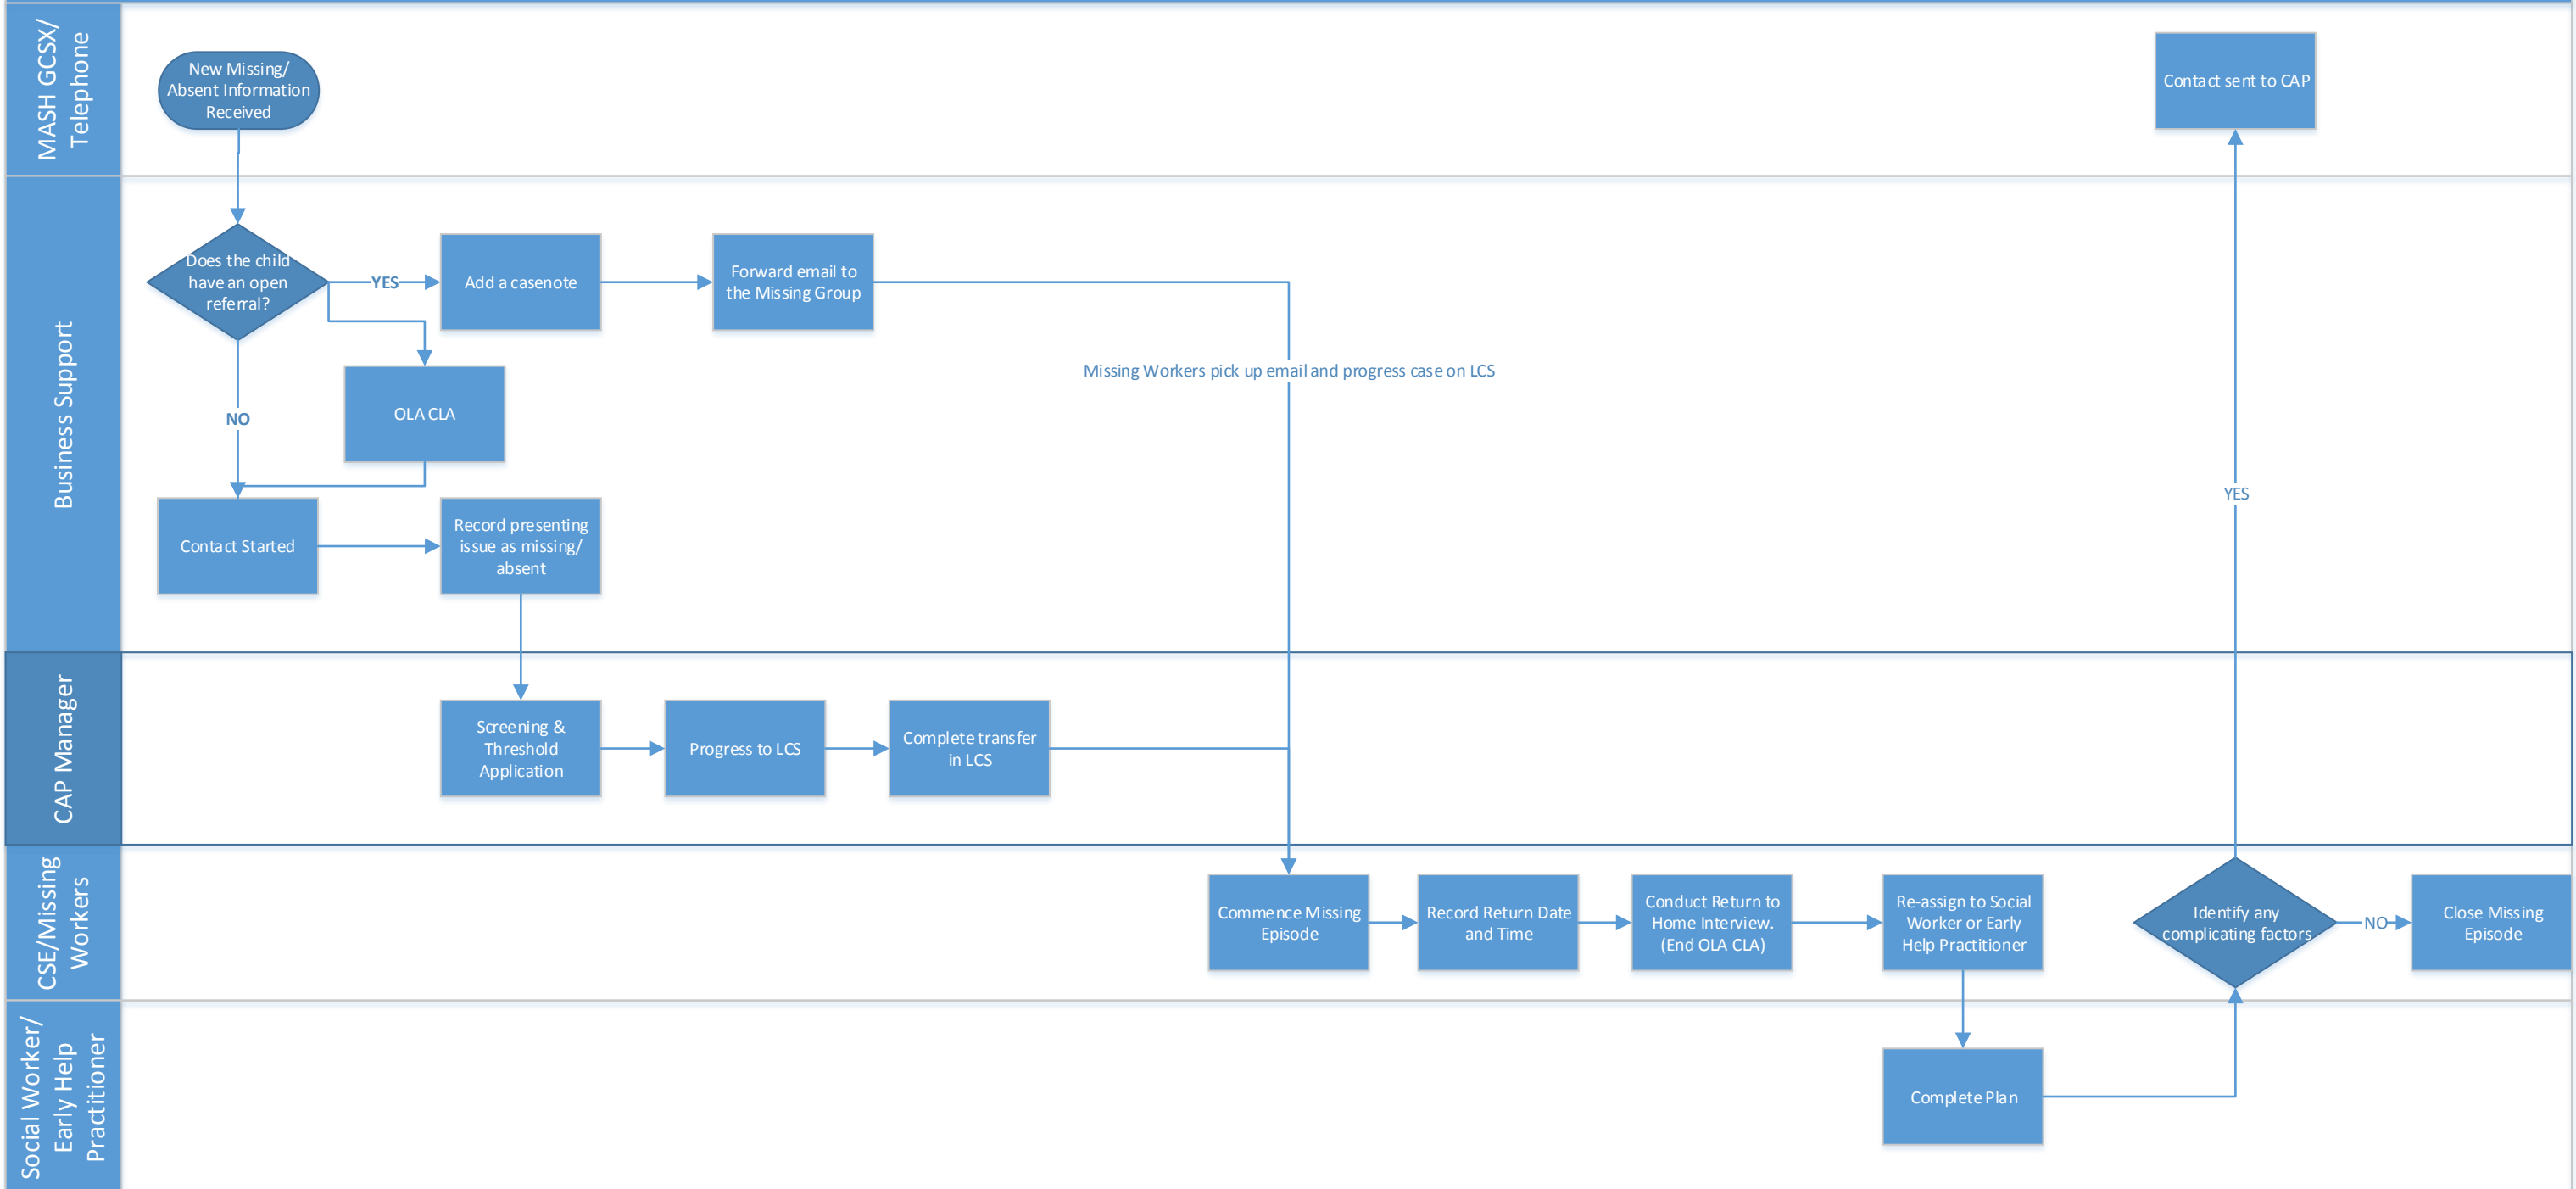 MASH GCSX/
Telephone
New Missing/
Absent Information
Received
Contact sent to CAP
Business Support
Does the child
have an open
referral?
YES
Add a casenote
Forward email to
the Missing Group
Missing Workers pick up email and progress case on LCS
OLA CLA
NO
YES
Contact Started
Record presenting
issue as missing/
absent
CAP Manager
Screening &
Threshold
Application
Progress to LCS
Complete transfer
in LCS
CSE/Missing
Workers
Commence Missing
Episode
Record Return Date
and Time
Conduct Return to
Home Interview.
(End OLA CLA)
Re-assign to Social
Worker or Early
Help Practitioner
Identify any
complicating factors
NO
Close Missing
Episode
Social Worker/
Early Help
Practitioner
Complete Plan